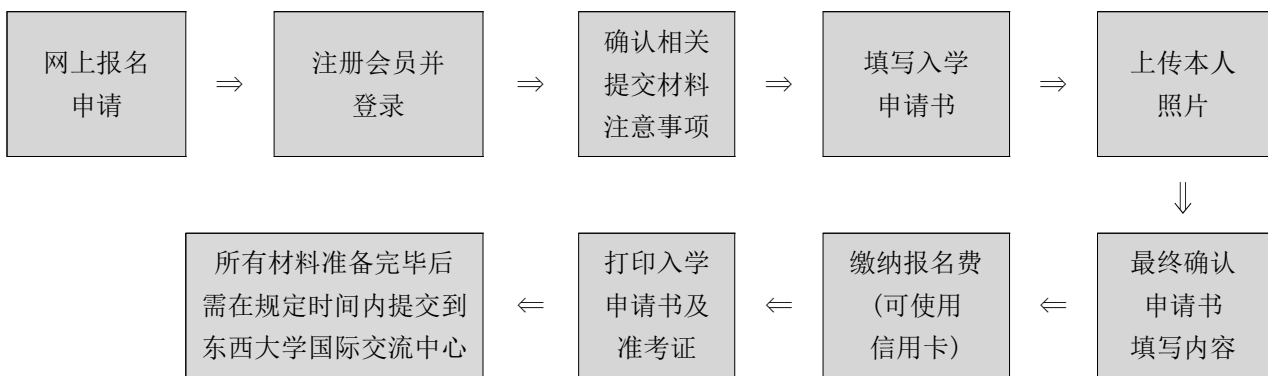 网上报名
申请
⇒
注册会员并
登录
⇒
确认相关
提交材料
注意事项
⇒
填写入学
申请书
⇒
上传本人
照片
⇓
最终确认
申请书
填写内容
⇐
缴纳报名费
(可使用
信用卡)
⇐
打印入学
申请书及
准考证
⇐
所有材料准备完毕后
需在规定时间内提交到
东西大学国际交流中心